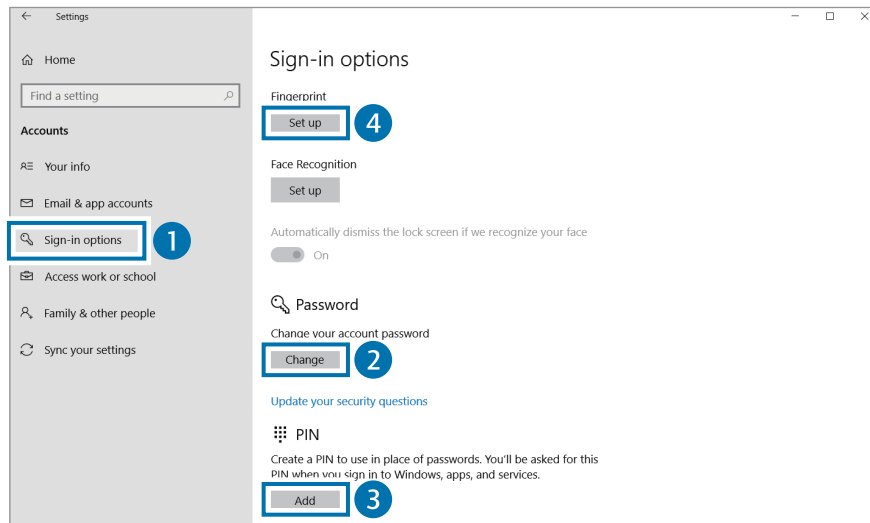 Settings
Home
Find a setting
Accounts
Your info
Email & app accounts
Sign-in options
1
Access work or school
Family & other people
Sync your settings
Sign-in options
Fingerprint
Set up
4
Face Recognition
Set up
Automatically dismiss the lock screen if we recognize your face
On
Password
Change your account password
Change
2
Update your security questions
PIN
Create a PIN to use in place of passwords. You'll be asked for this
PIN when you sign in to Windows, apps, and services.
Add
3